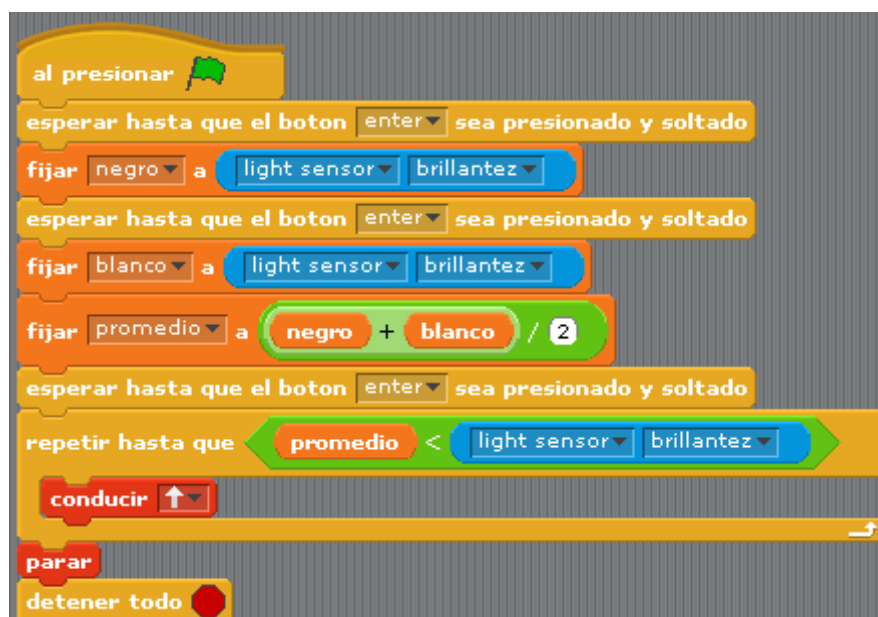 al presionar
esperar hasta que el boton enter sea presionado y soltado
fijar negro a light sensor brillantez
esperar hasta que el boton enter sea presionado y soltado
fijar blanco a light sensor brillantez
fijar promedio a negro + blanco / 2
esperar hasta que el boton enter sea presionado y soltado
repetir hasta que promedio < light sensor brillantez
conducir ↑
parar
detener todo